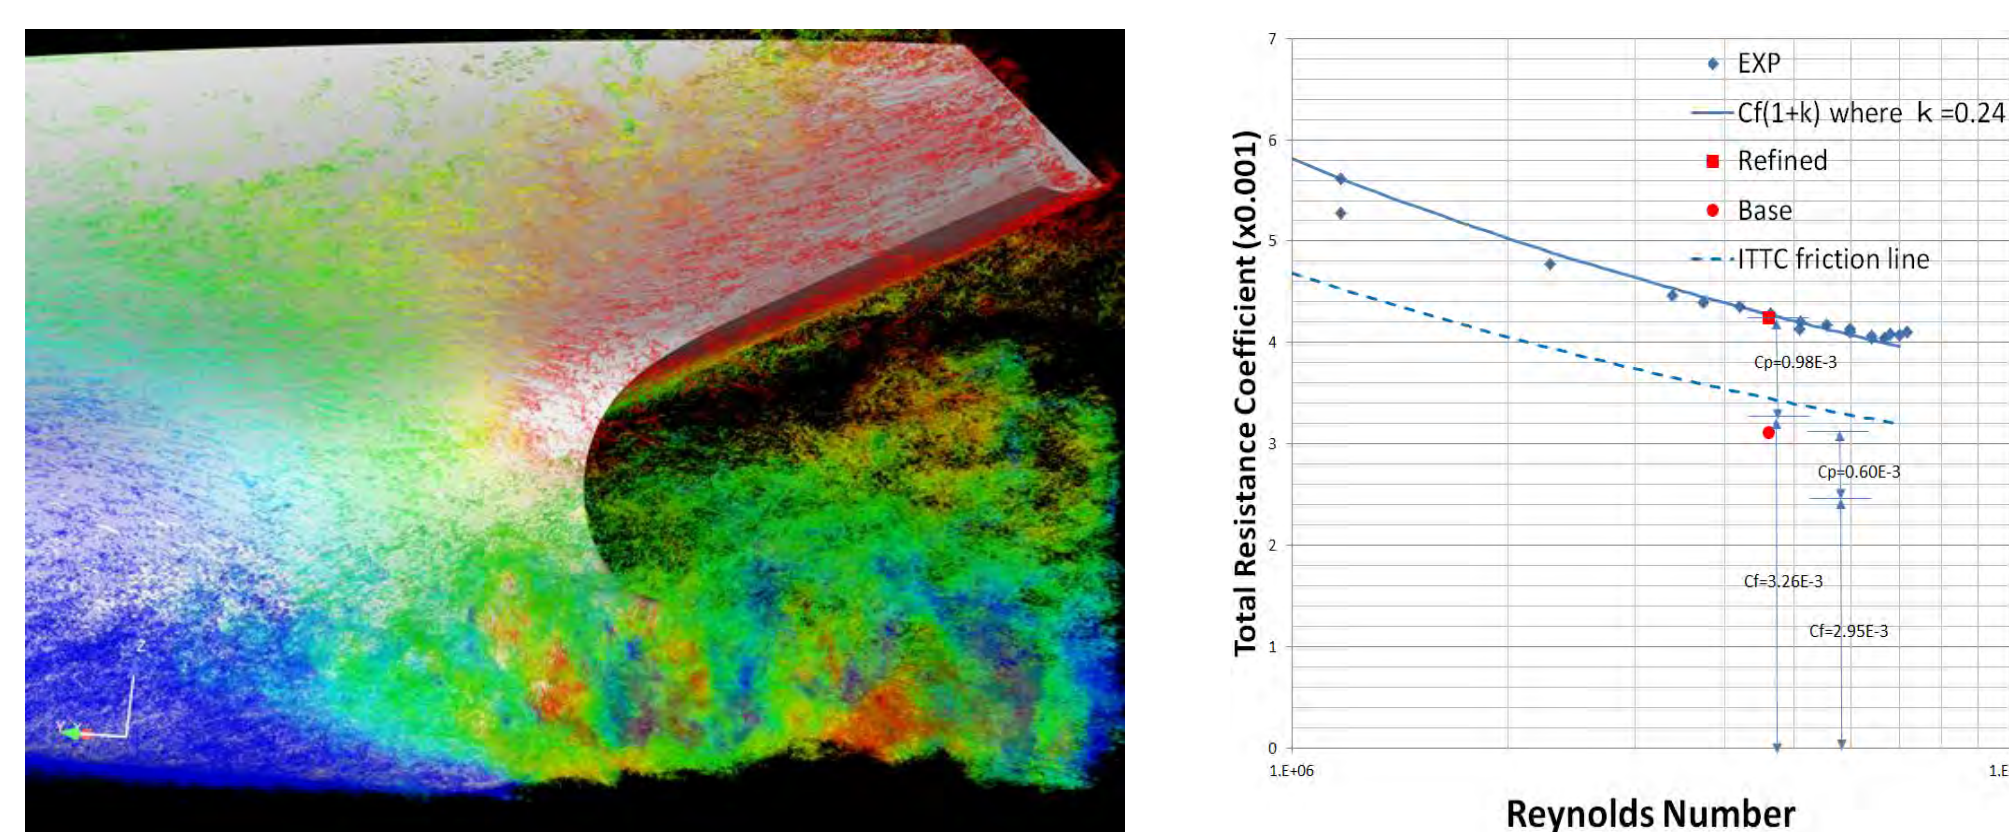 Z
Y X
7
6
5
4
3
2
1
0
Total Resistance Coefficient (x0.001)
EXP
Cf(1+k) where k =0.24
Refined
Base
ITTC friction line
Cp=0.98E-3
Cp=0.60E-3
Cf=3.26E-3
Cf=2.95E-3
1.E+06
Reynolds Number